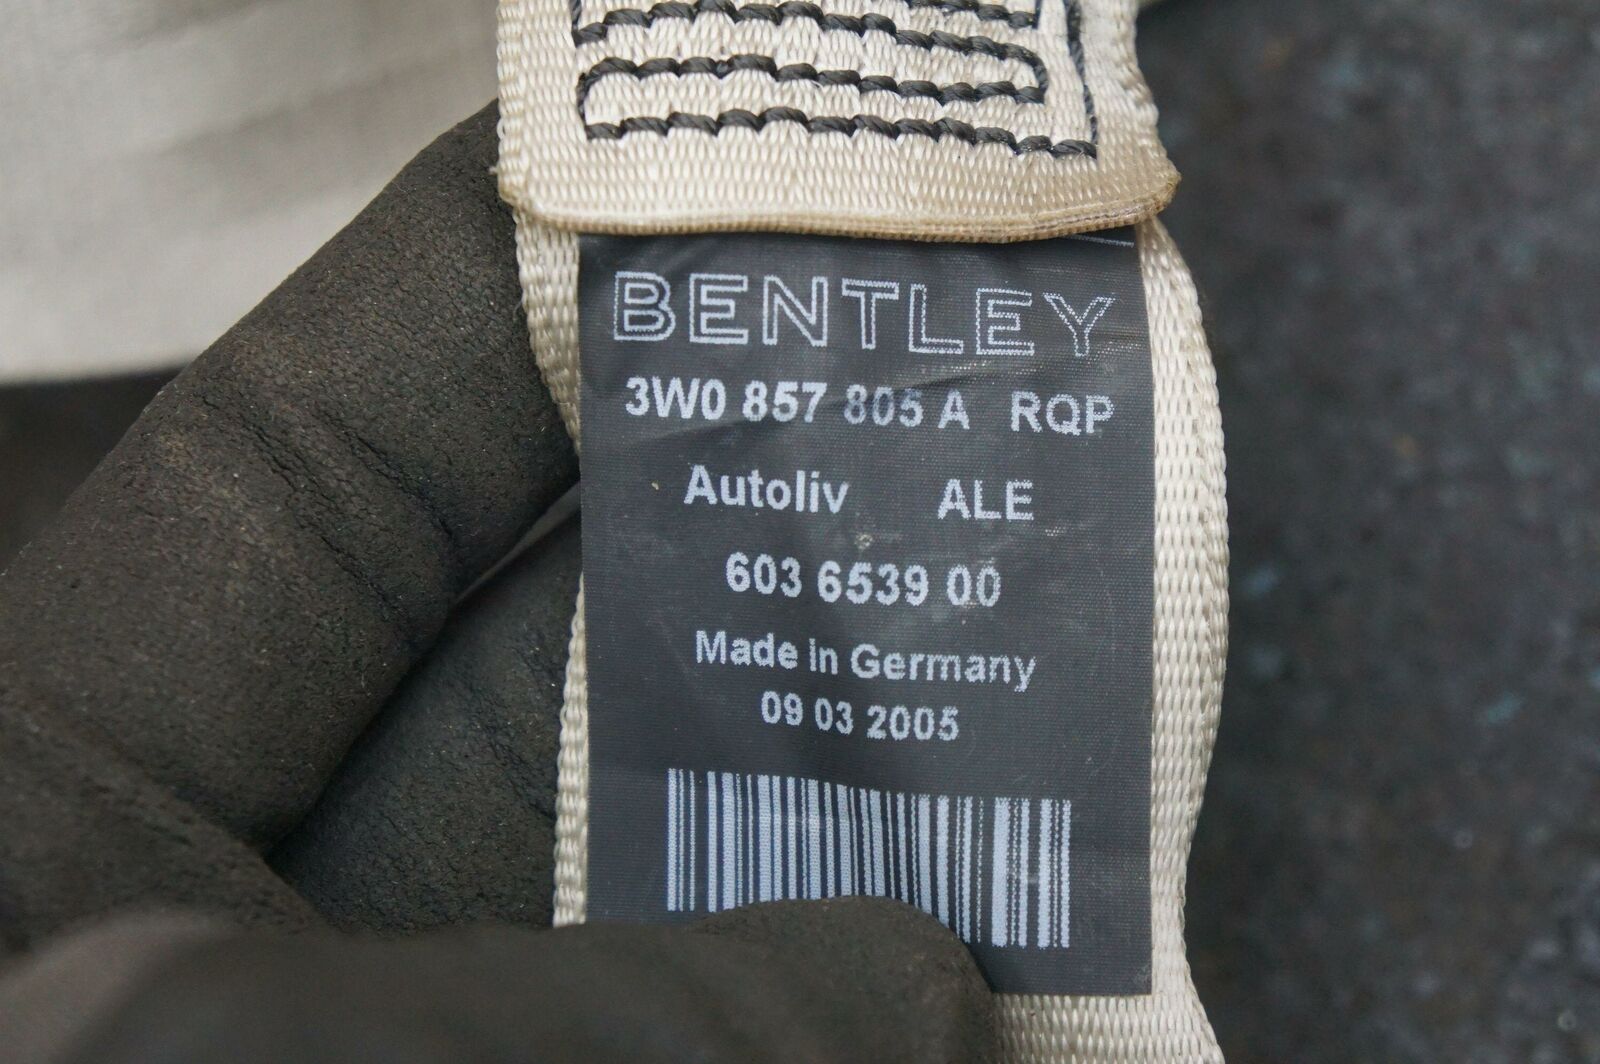 BENTLEY
3W0 857 805 A RQP
Autoliv ALE
603 6539 00
Made in Germany
09 03 2005